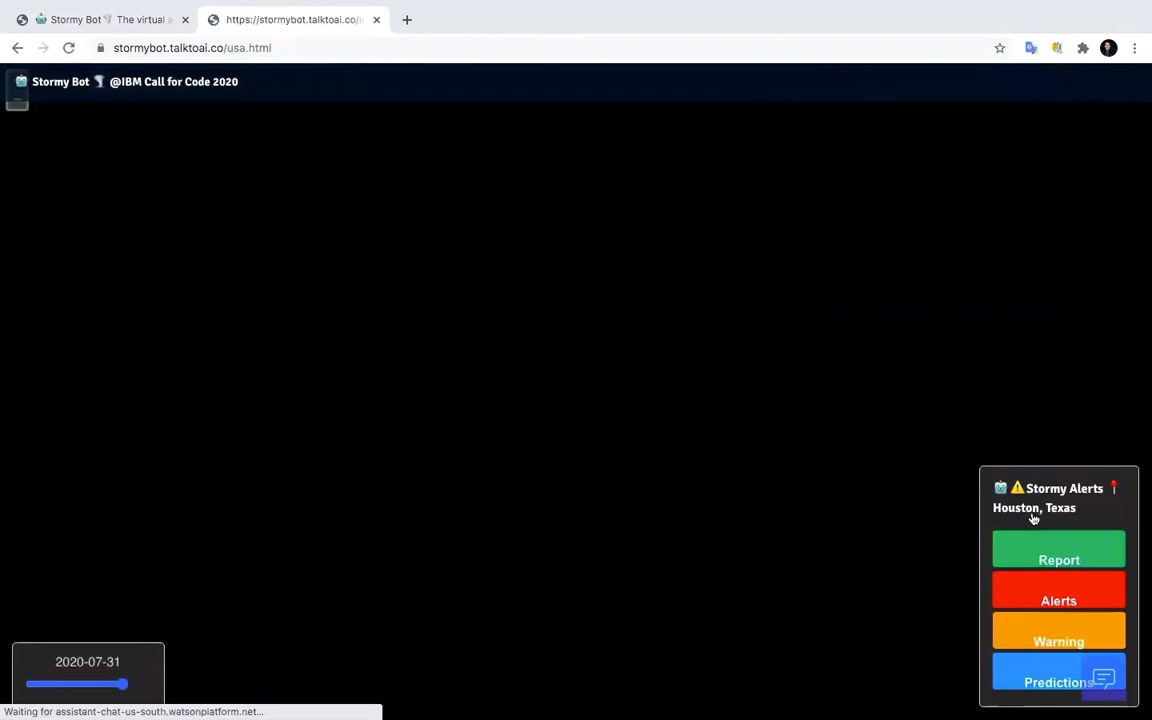 Stormy Bot The virtual a
https://stormybot.talktoai.co/u
stormybot.talktoai.co/usa.html
Stormy Bot @IBM Call for Code 2020
Stormy Alerts
Houston, Texas
Report
Alerts
Warning
Predictions
2020-07-31
Waiting for assistant-chat-us-south.watsonplatform.net...